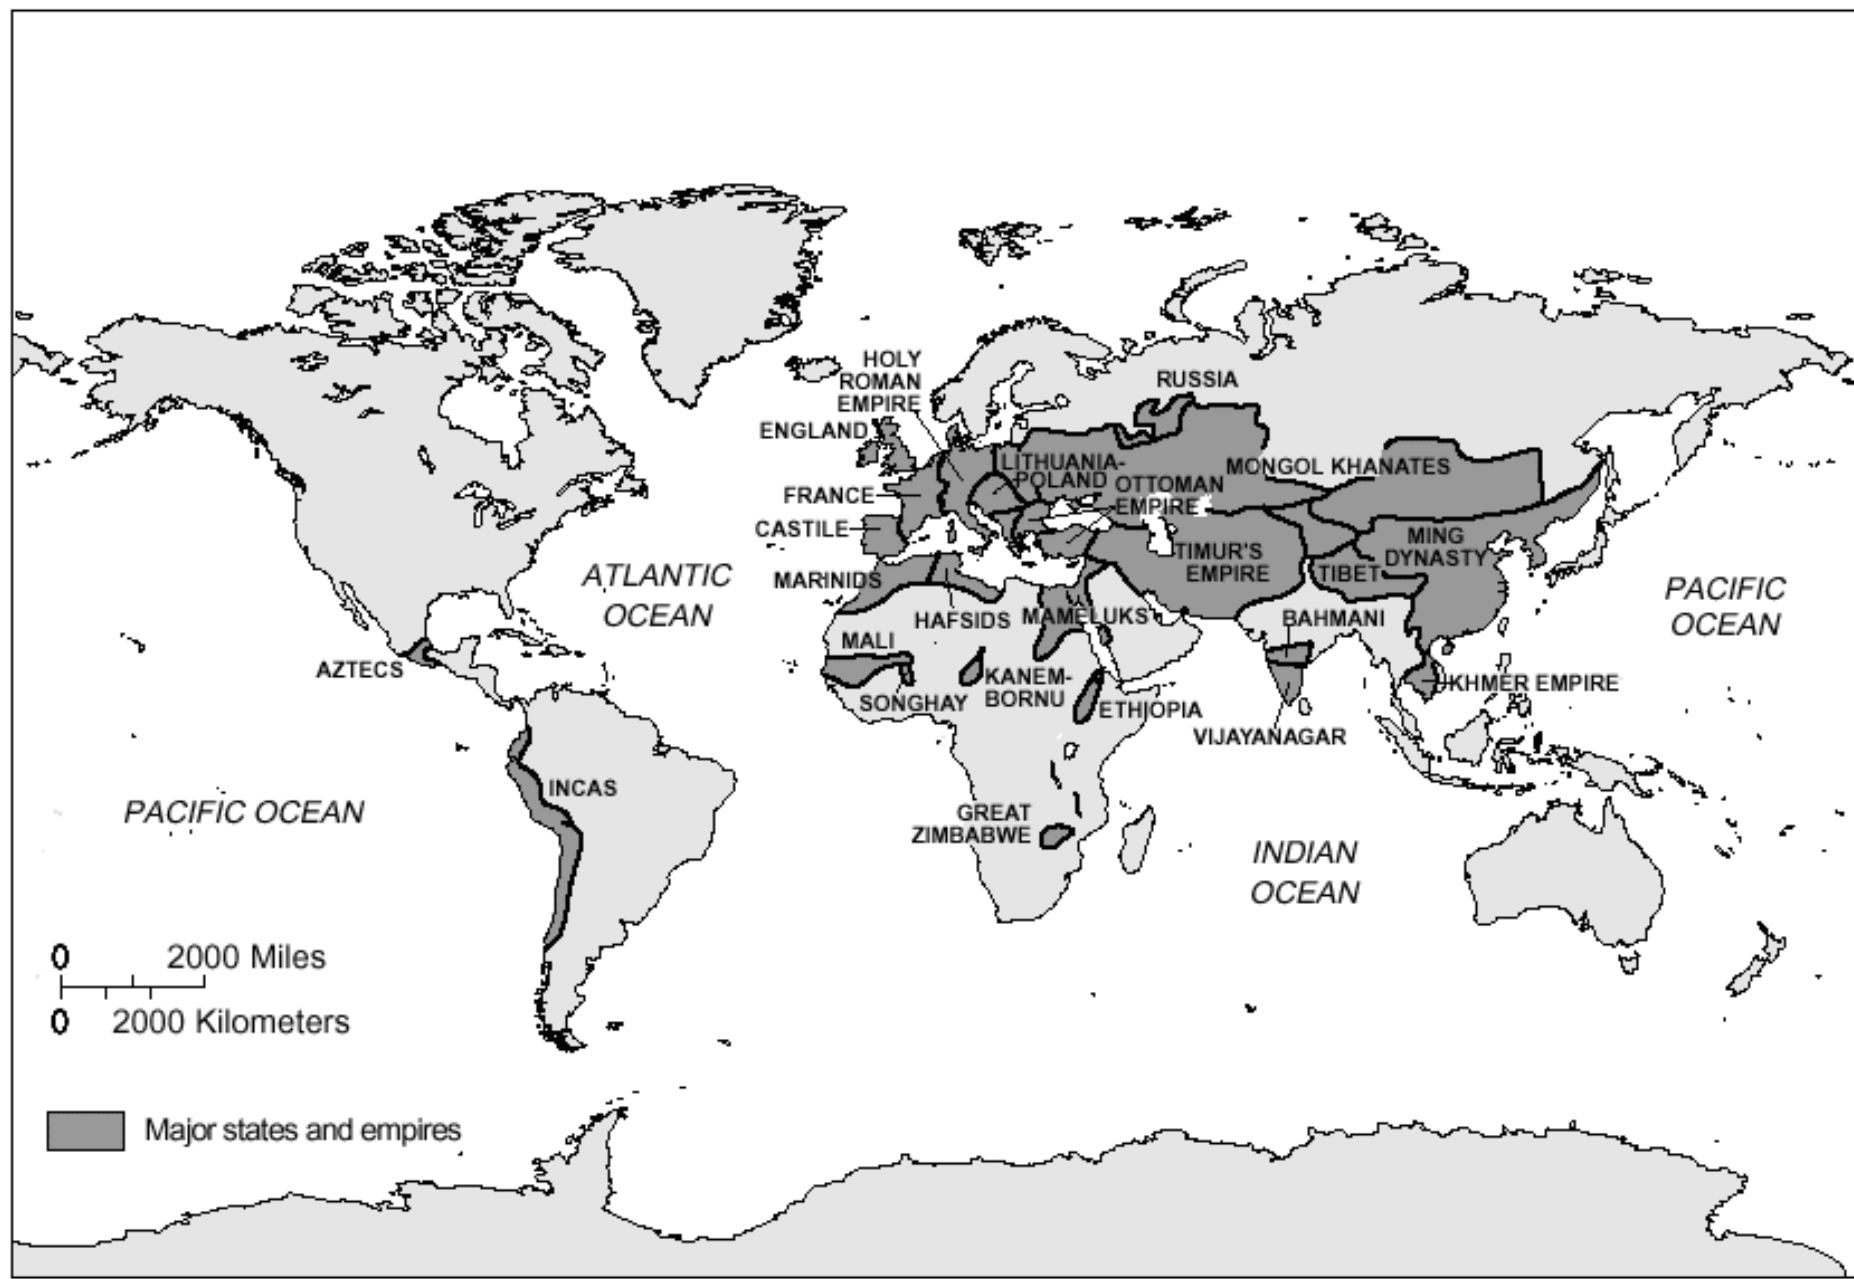 HOLY
ROMAN
EMPIRE
RUSSIA
ENGLAND
LITHUANIA-
POLAND
MONGOL KHANATES
OTTOMAN
EMPIRE
FRANCE
CASTILE
MING
DYNASTY
TIMUR'S
EMPIRE
TIBET
ATLANTIC
OCEAN
MARINIDS
PACIFIC
OCEAN
HAFSIDS
MAMELUKS
BAHMANI
MALI
AZTECS
KANEM-
BORNU
KHMER EMPIRE
SONGHAY
ETHIOPIA
VIJAYANAGAR
INCAS
PACIFIC OCEAN
GREAT
ZIMBABWE
INDIAN
OCEAN
0 2000 Miles
0 2000 Kilometers
Major states and empires